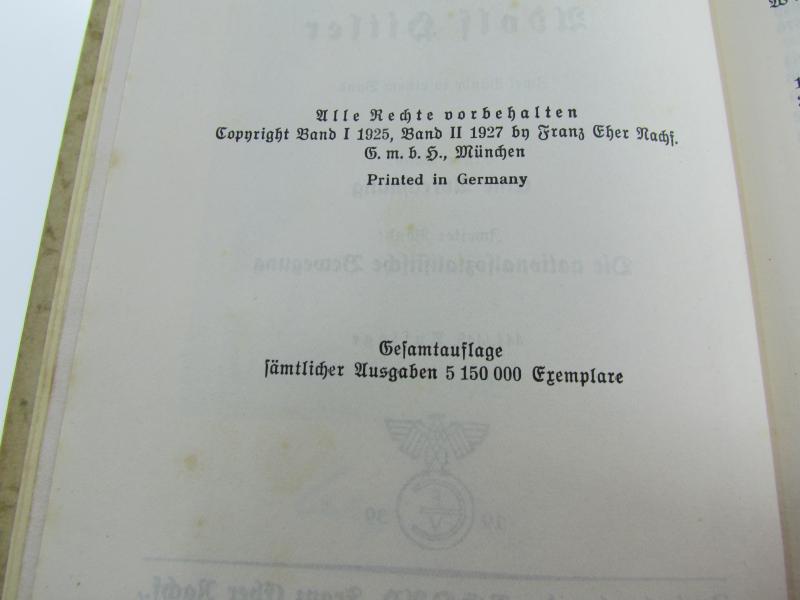 Alle Rechte vorbehalten
Copyright Band I 1925, Band II 1927 by Franz Eher Nachf.
G. m. b. H., München
Printed in Germany
Gesamtauflage
sämtlicher Ausgaben 5 150 000 Exemplare